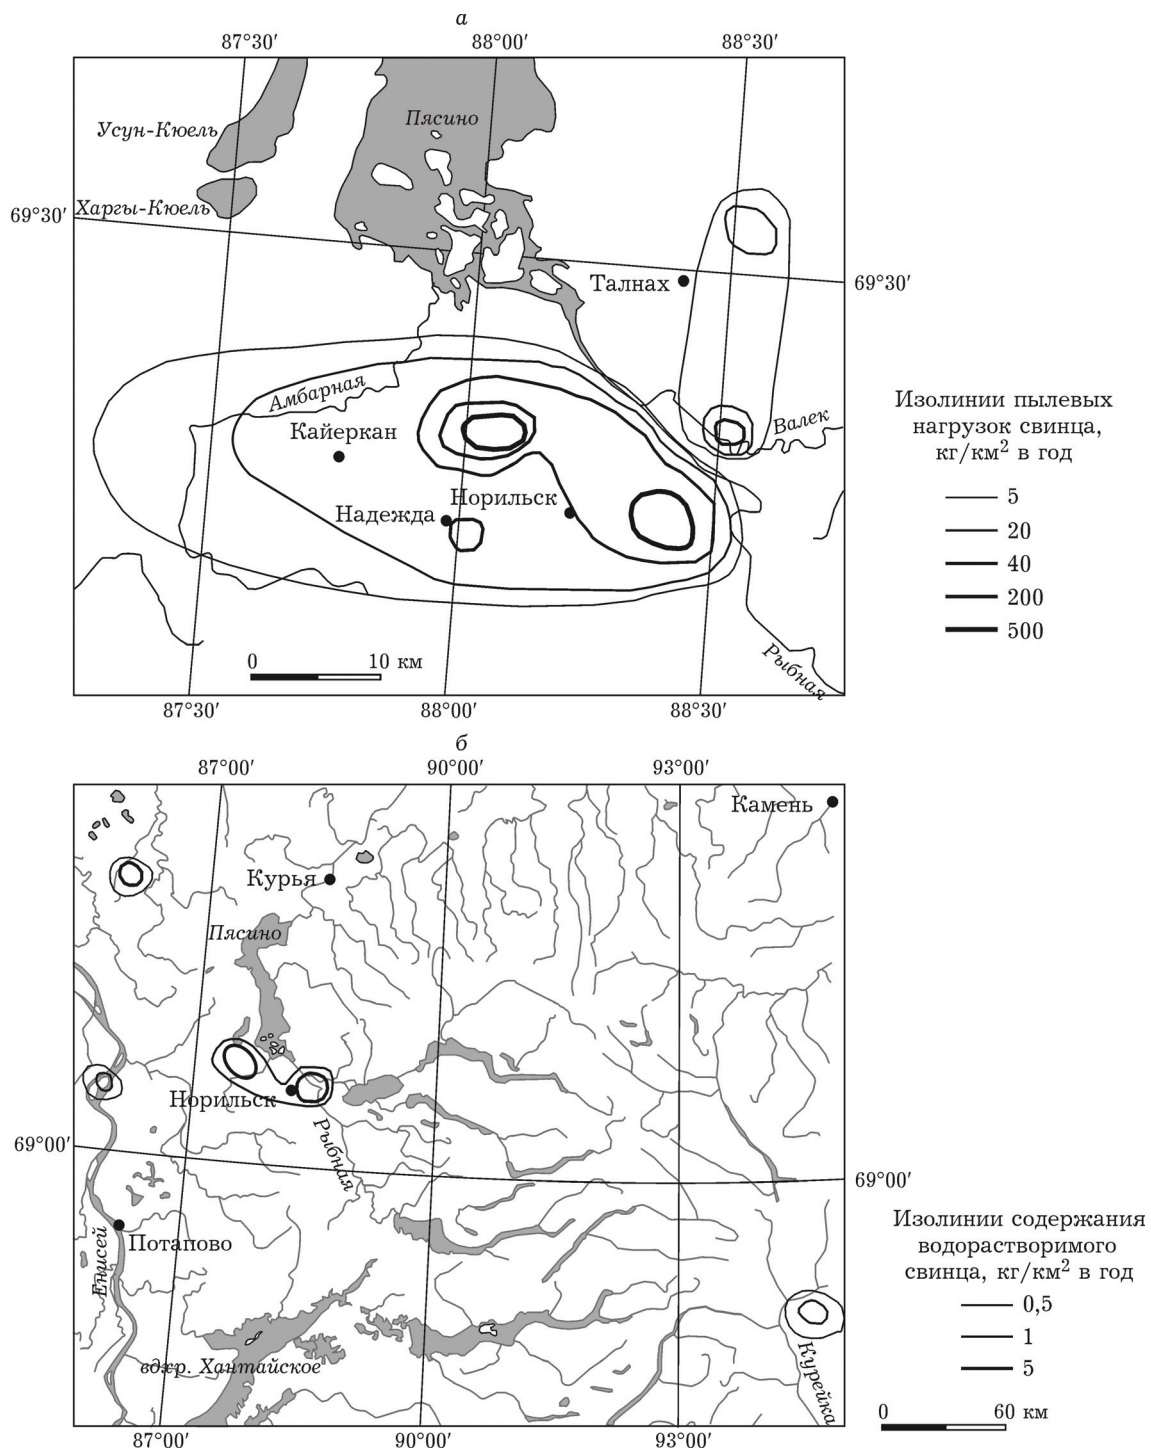 а
87°30′ 88°00′ 88°30′
Усун-Кюель
Пясино
69°30′
Харгы-Кюель
Талнах
69°30′
Амбарная
Кайеркан
Валек
Норильск
Надежда
Рыбная
0 10 км
87°30′ 88°00′ 88°30′
Изолинии пылевых
нагрузок свинца,
кг/км² в год
5
20
40
200
500
б
87°00′ 90°00′ 93°00′
Камень
Курья
Пясино
Норильск
Рыбная
69°00′
69°00′
Потапово
Енисей
вдхр. Хантайское
Курейка
87°00′ 90°00′ 93°00′
Изолинии содержания
водорастворимого
свинца, кг/км² в год
0,5
1
5
0 60 км